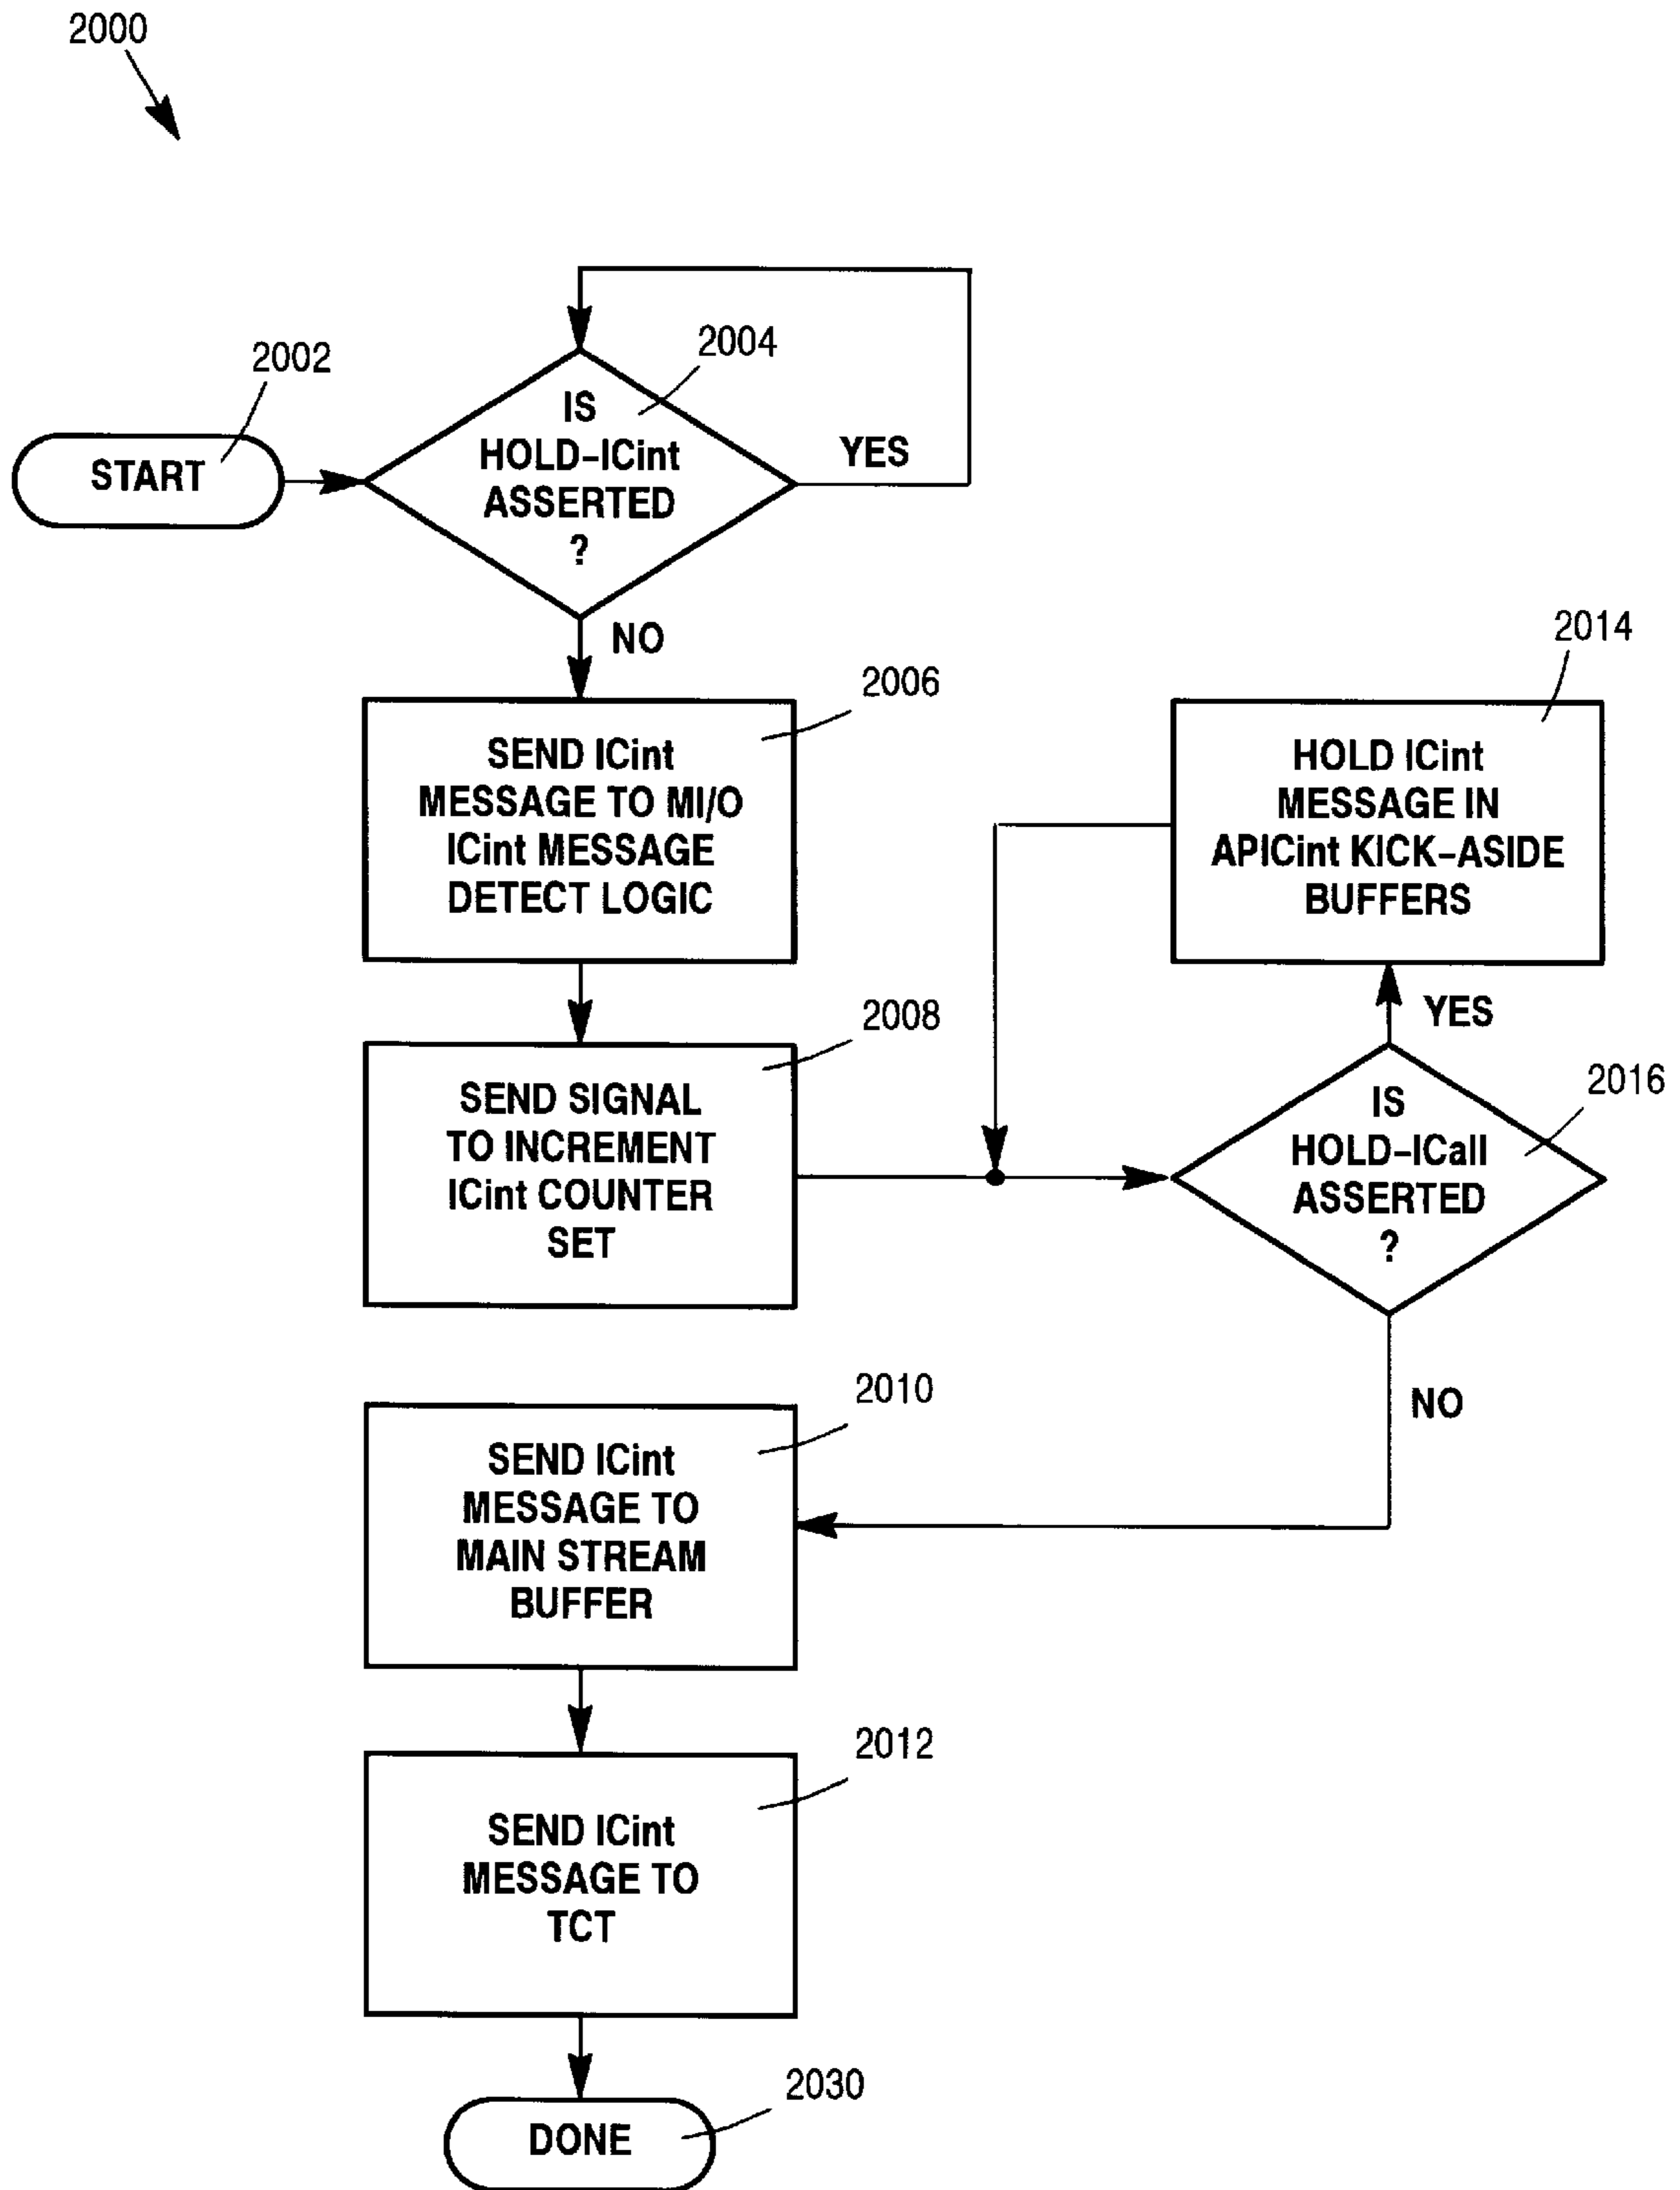 2000
2002
START
2004
IS
HOLD-ICint
ASSERTED
?
YES
NO
2006
SEND ICint
MESSAGE TO MI/O
ICint MESSAGE
DETECT LOGIC
2014
HOLD ICint
MESSAGE IN
APICint KICK-ASIDE
BUFFERS
YES
2008
SEND SIGNAL
TO INCREMENT
ICint COUNTER
SET
2016
IS
HOLD-ICall
ASSERTED
?
NO
2010
SEND ICint
MESSAGE TO
MAIN STREAM
BUFFER
2012
SEND ICint
MESSAGE TO
TCT
2030
DONE